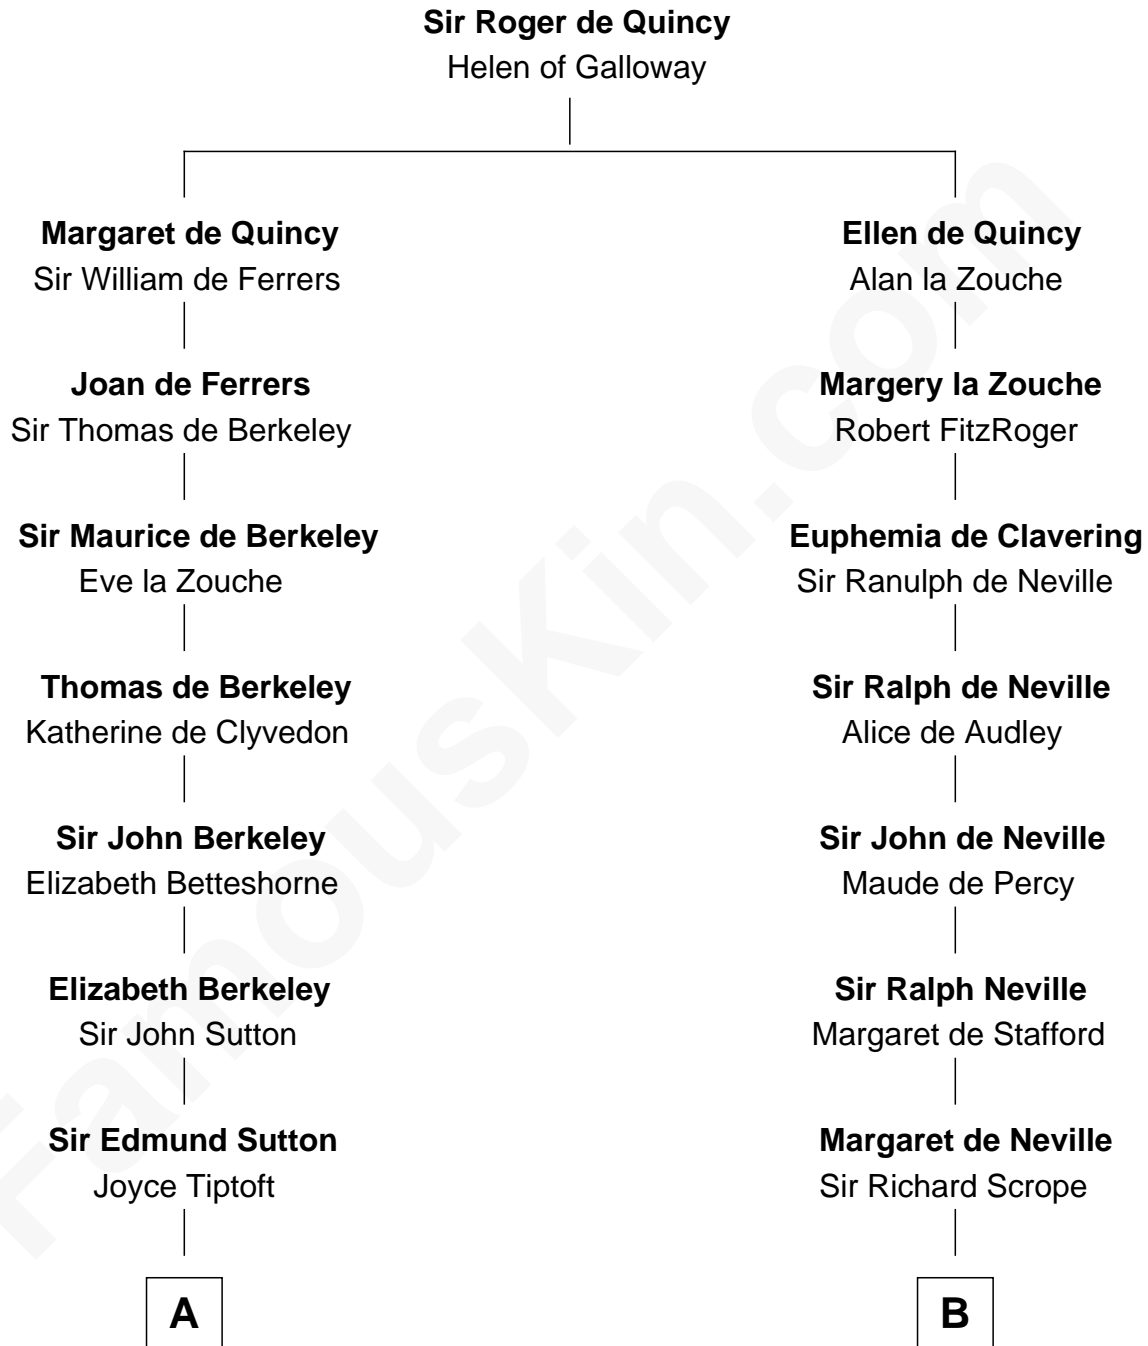 Sir Roger de Quincy
Helen of Galloway
Margaret de Quincy
Sir William de Ferrers
Ellen de Quincy
Alan la Zouche
Joan de Ferrers
Sir Thomas de Berkeley
Margery la Zouche
Robert FitzRoger
Sir Maurice de Berkeley
Eve la Zouche
Euphemia de Clavering
Sir Ranulph de Neville
Thomas de Berkeley
Katherine de Clyvedon
Sir Ralph de Neville
Alice de Audley
Sir John Berkeley
Elizabeth Betteshorne
Sir John de Neville
Maude de Percy
Elizabeth Berkeley
Sir John Sutton
Sir Ralph Neville
Margaret de Stafford
Sir Edmund Sutton
Joyce Tiptoft
Margaret de Neville
Sir Richard Scrope
A
B
FamousKin.com